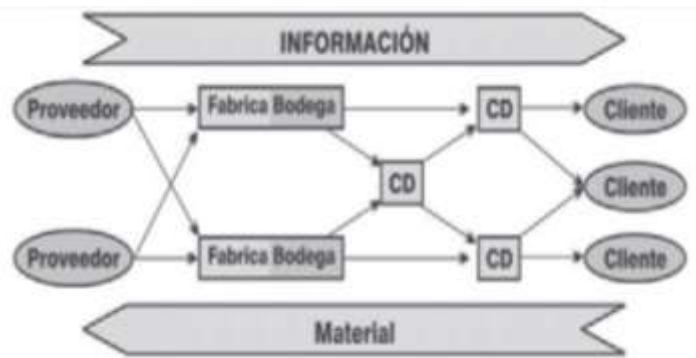 INFORMACIÓN
Proveedor
Fabrica Bodega
CD
Cliente
CD
Cliente
Proveedor
Fabrica Bodega
CD
Cliente
Material